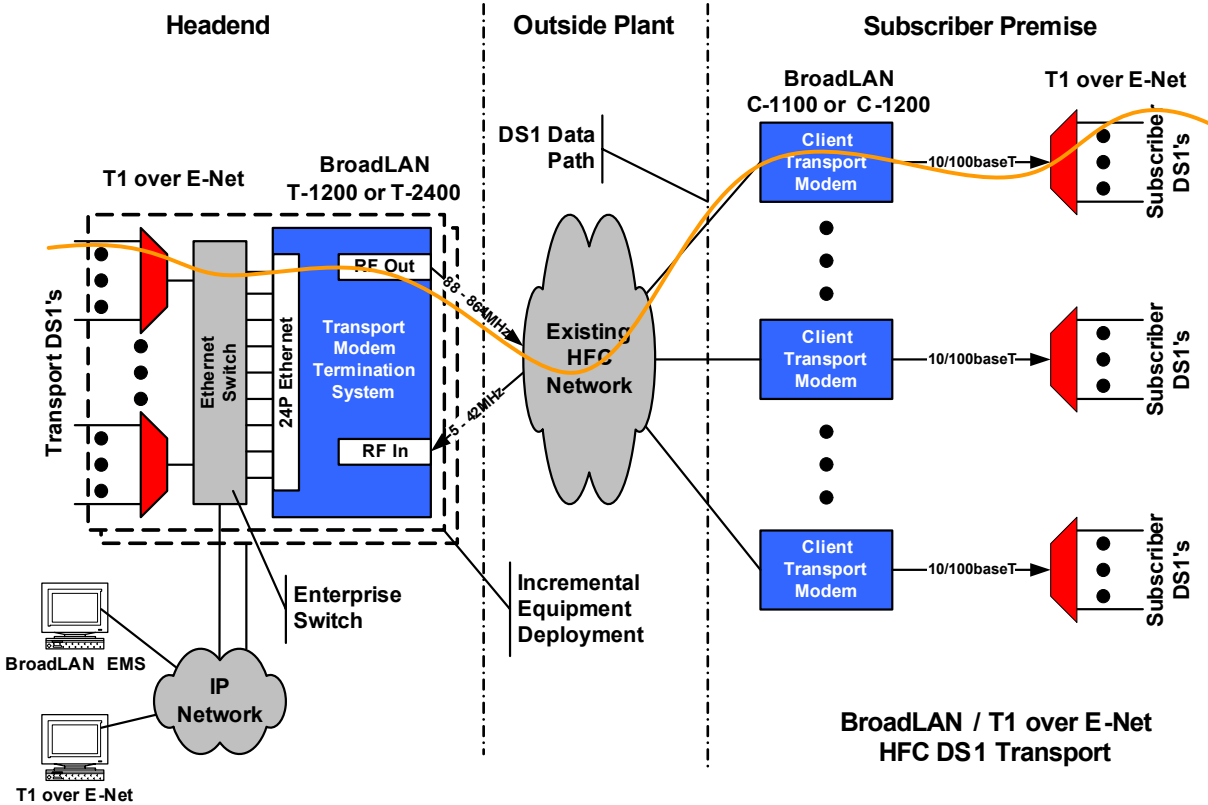 Headend
Outside Plant
Subscriber Premise
BroadLAN
C-1100 or C-1200
T1 over E-Net
DS1 Data
Path
BroadLAN
T-1200 or T-2400
T1 over E-Net
Client
Transport
Modem
10/100baseT
Subscriber
DS1's
Transport DS1's
Ethernet
Switch
24P Ethernet
RF Out
Transport
Modem
Termination
System
RF In
88 - 864MHz
5 - 42MHz
Existing
HFC
Network
Client
Transport
Modem
10/100baseT
Subscriber
DS1's
Client
Transport
Modem
10/100baseT
Subscriber
DS1's
Enterprise
Switch
Incremental
Equipment
Deployment
BroadLAN EMS
IP
Network
T1 over E-Net
BroadLAN / T1 over E-Net
HFC DS1 Transport